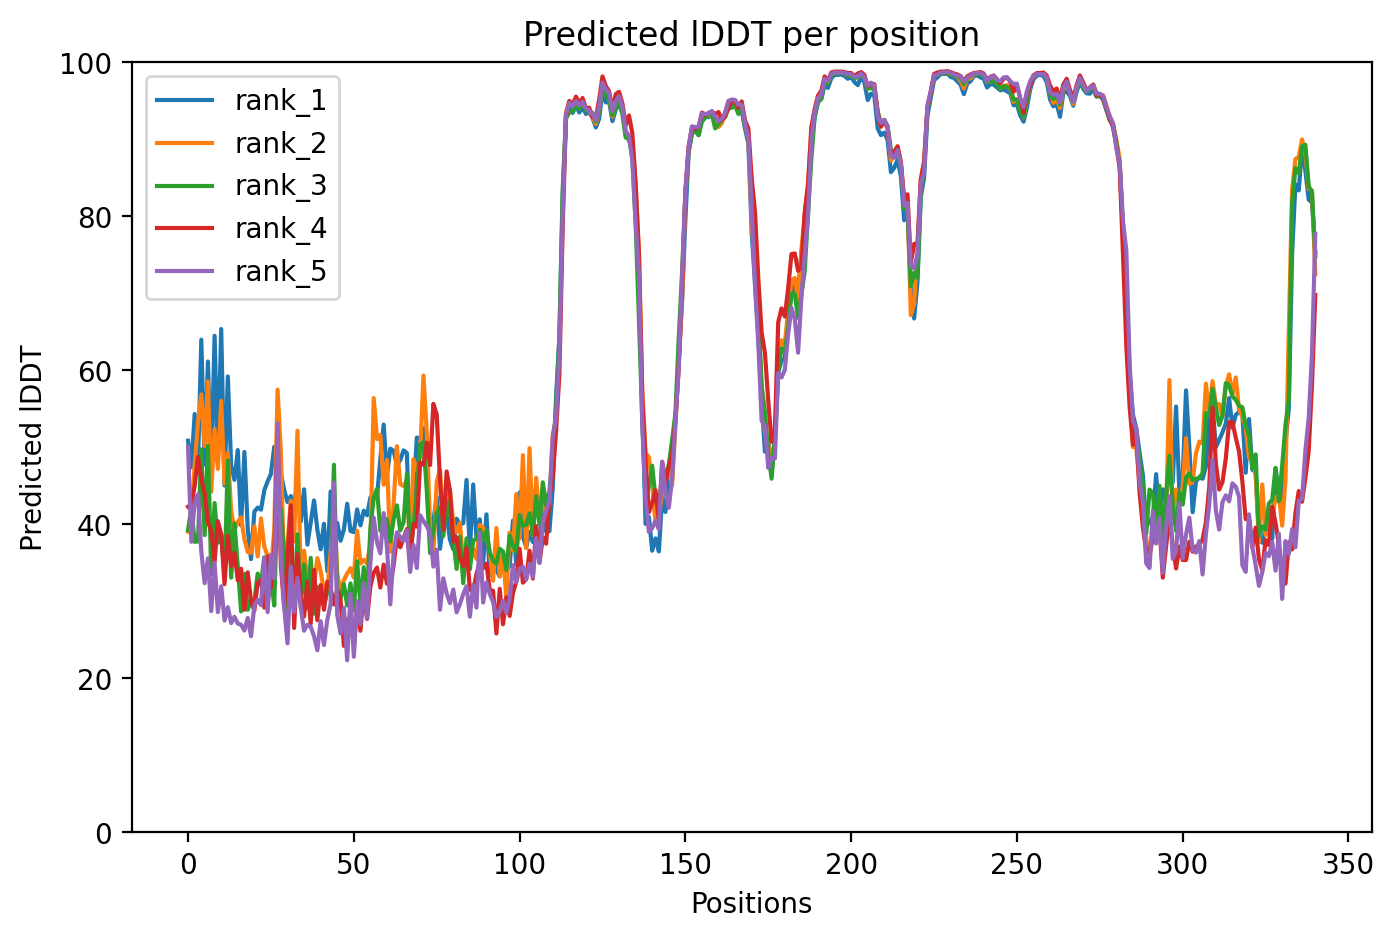 Predicted lDDT per position
100
80
60
40
20
0
Predicted lDDT
rank_1
rank_2
rank_3
rank_4
rank_5
0 50 100 150 200 250 300 350
Positions